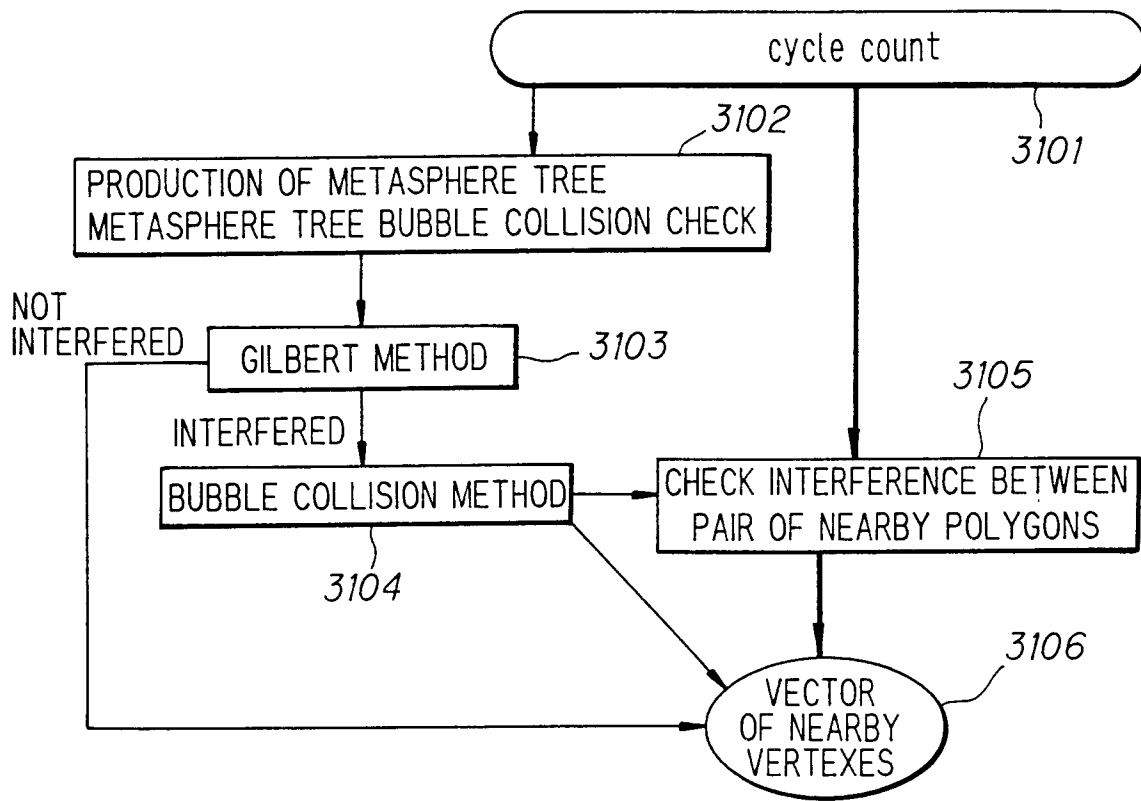 cycle count
3101
3102
PRODUCTION OF METASPHERE TREE
METASPHERE TREE BUBBLE COLLISION CHECK
NOT
INTERFERED
GILBERT METHOD
3103
INTERFERED
3105
BUBBLE COLLISION METHOD
CHECK INTERFERENCE BETWEEN
PAIR OF NEARBY POLYGONS
3104
3106
VECTOR
OF NEARBY
VERTEXES